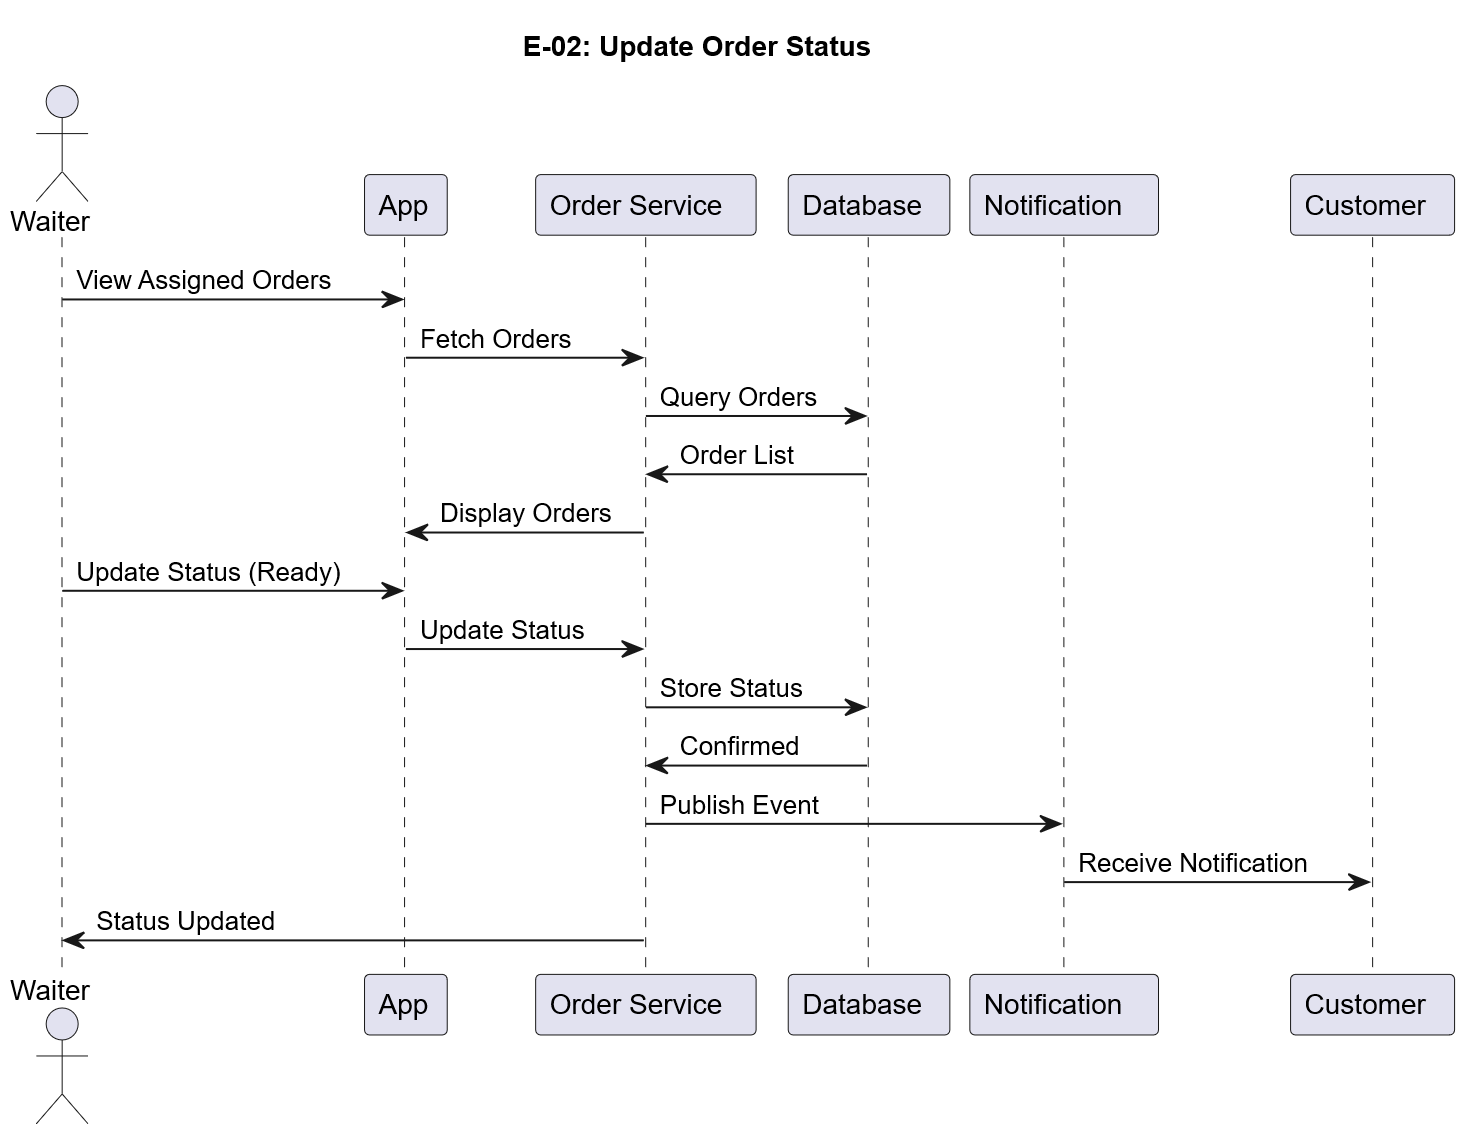 E-02: Update Order Status
Waiter
App
Order Service
Database
Notification
Customer
View Assigned Orders
Fetch Orders
Query Orders
Order List
Display Orders
Update Status (Ready)
Update Status
Store Status
Confirmed
Publish Event
Receive Notification
Status Updated
Waiter
App
Order Service
Database
Notification
Customer